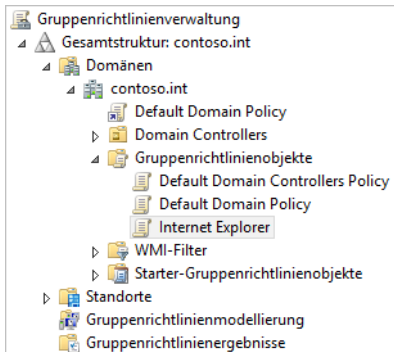 Gruppenrichtlinienverwaltung
Gesamtstruktur: contoso.int
Domänen
contoso.int
Default Domain Policy
Domain Controllers
Gruppenrichtlinienobjekte
Default Domain Controllers Policy
Default Domain Policy
Internet Explorer
WMI-Filter
Starter-Gruppenrichtlinienobjekte
Standorte
Gruppenrichtlinienmodellierung
Gruppenrichtlinienergebnisse